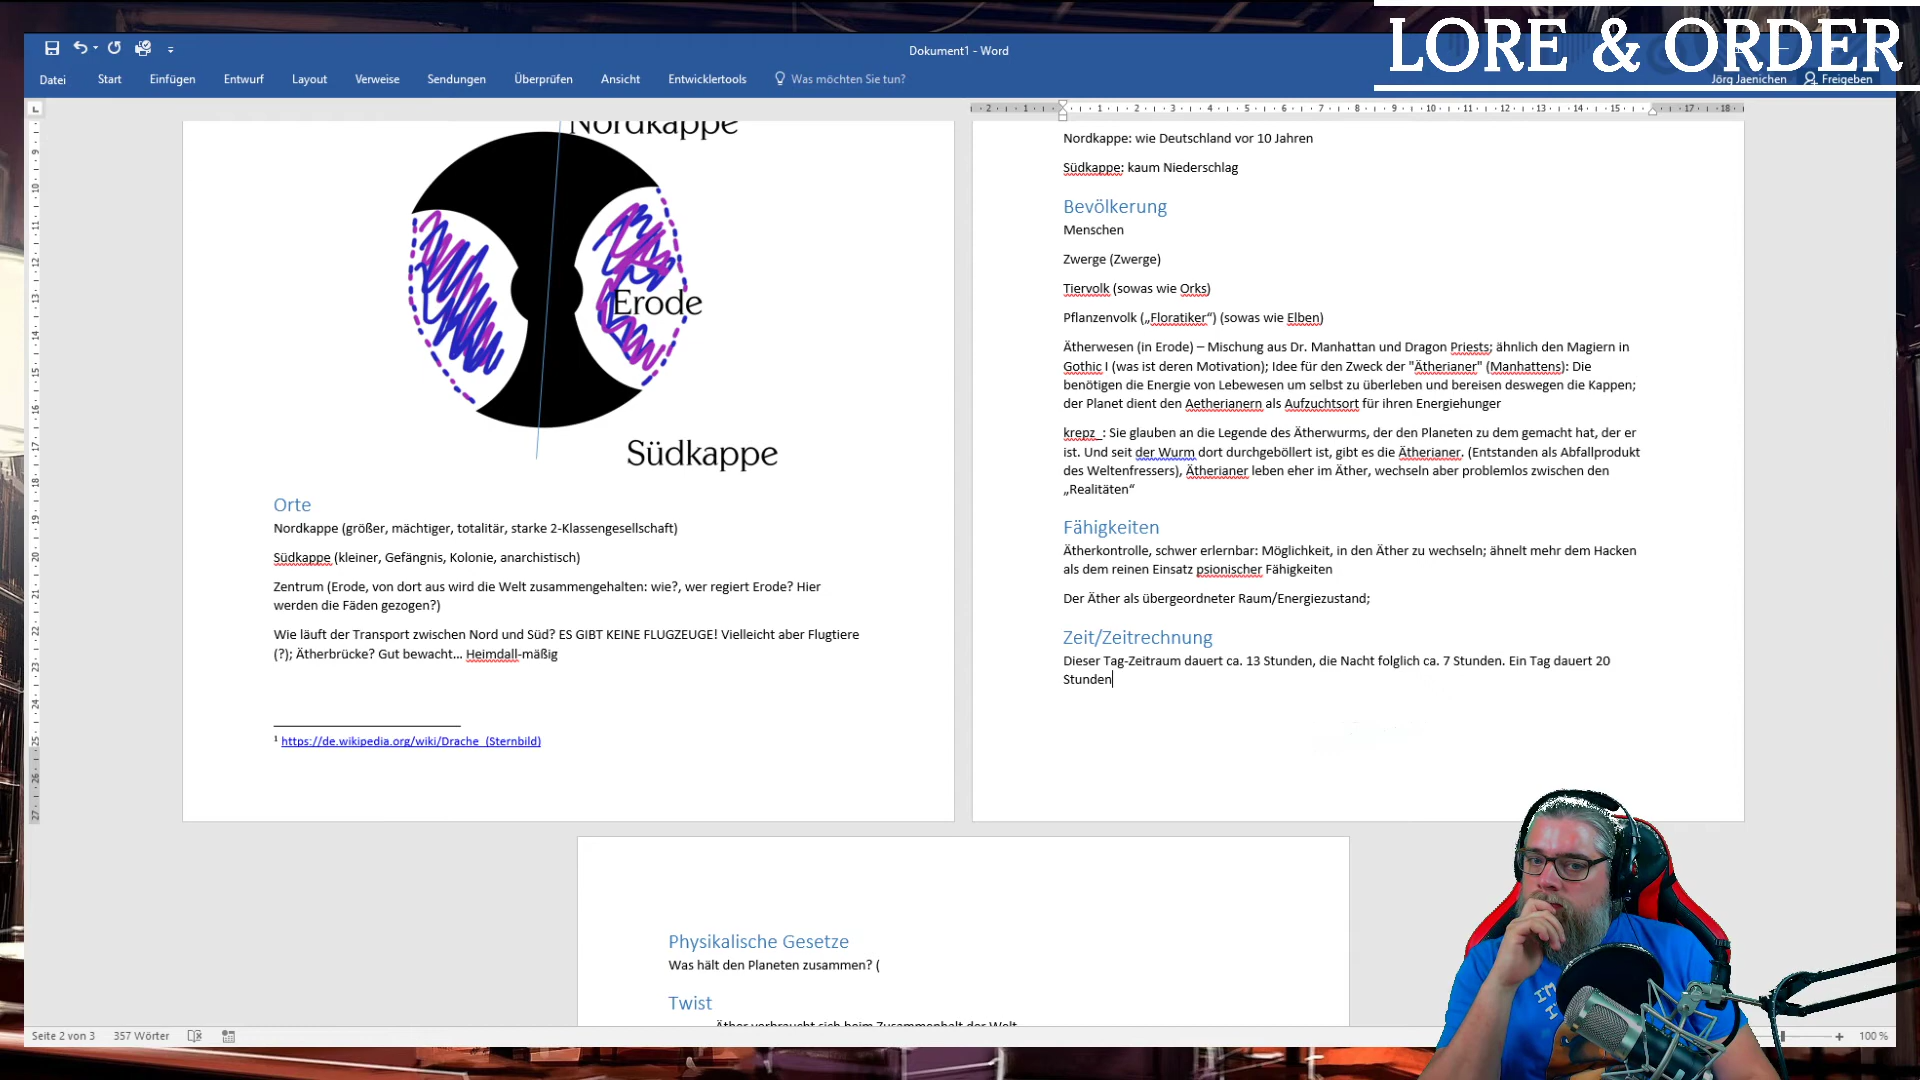 LORE & ORDER
Dokument1 - Word
Jörg Jaenichen
Freigeben
Datei
Start
Einfügen
Entwurf
Layout
Verweise
Sendungen
Überprüfen
Ansicht
Entwicklertools
Was möchten Sie tun?
Nordkappe
Erode
Südkappe
Orte
Nordkappe (größer, mächtiger, totalitär, starke 2-Klassengesellschaft)
Südkappe (kleiner, Gefängnis, Kolonie, anarchistisch)
Zentrum (Erode, von dort aus wird die Welt zusammengehalten: wie?, wer regiert Erode? Hier
werden die Fäden gezogen?)
Wie läuft der Transport zwischen Nord und Süd? ES GIBT KEINE FLUGZEUGE! Vielleicht aber Flugtiere
(?); Ätherbrücke? Gut bewacht... Heimdall-mäßig
1 https://de.wikipedia.org/wiki/Drache_(Sternbild)
Nordkappe: wie Deutschland vor 10 Jahren
Südkappe: kaum Niederschlag
Bevölkerung
Menschen
Zwerge (Zwerge)
Tiervolk (sowas wie Orks)
Pflanzenvolk („Floratiker“) (sowas wie Elben)
Ätherwesen (in Erode) – Mischung aus Dr. Manhattan und Dragon Priests; ähnlich den Magiern in
Gothic I (was ist deren Motivation); Idee für den Zweck der "Ätherianer" (Manhattens): Die
benötigen die Energie von Lebewesen um selbst zu überleben und bereisen deswegen die Kappen;
der Planet dient den Aetherianern als Aufzuchtsort für ihren Energiehunger
krepz_: Sie glauben an die Legende des Ätherwurms, der den Planeten zu dem gemacht hat, der er
ist. Und seit der Wurm dort durchgeböllert ist, gibt es die Ätherianer. (Entstanden als Abfallprodukt
des Weltenfressers), Ätherianer leben eher im Äther, wechseln aber problemlos zwischen den
„Realitäten“
Fähigkeiten
Ätherkontrolle, schwer erlernbar: Möglichkeit, in den Äther zu wechseln; ähnelt mehr dem Hacken
als dem reinen Einsatz psionischer Fähigkeiten
Der Äther als übergeordneter Raum/Energiezustand;
Zeit/Zeitrechnung
Dieser Tag-Zeitraum dauert ca. 13 Stunden, die Nacht folglich ca. 7 Stunden. Ein Tag dauert 20
Stunden
Physikalische Gesetze
Was hält den Planeten zusammen? (
Twist
Äther verbraucht sich beim Zusammenhalt der Welt
Seite 2 von 3
357 Wörter
100 %